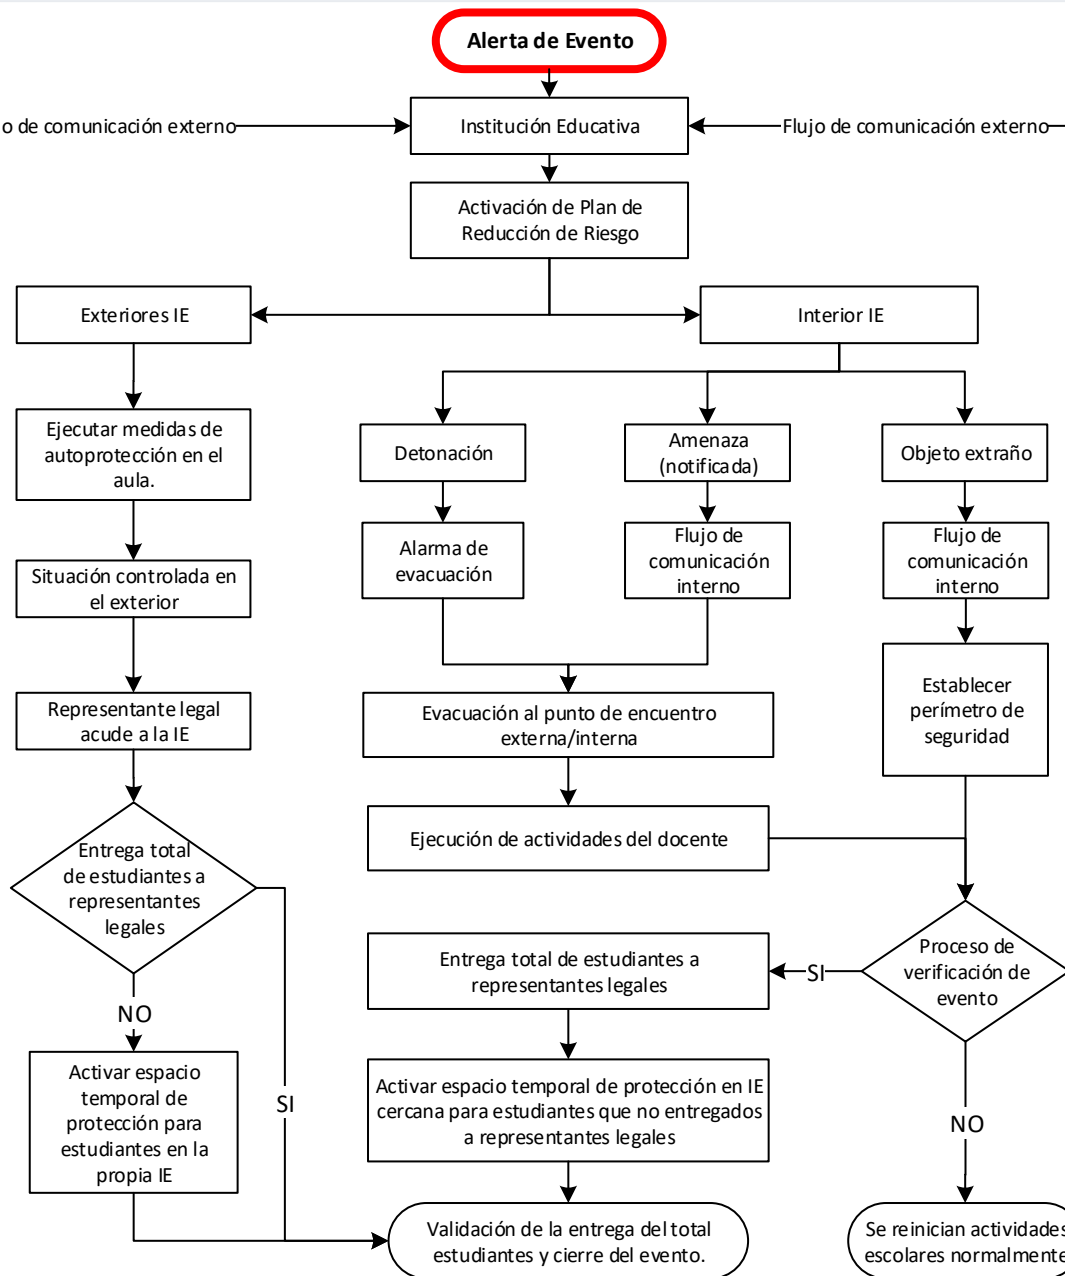 Alerta de Evento
o de comunicación externo
Institución Educativa
Flujo de comunicación externo
Activación de Plan de
Reducción de Riesgo
Exteriores IE
Interior IE
Ejecutar medidas de
autoprotección en el
aula.
Detonación
Amenaza
(notificada)
Objeto extraño
Situación controlada en
el exterior
Alarma de
evacuación
Flujo de
comunicación
interno
Flujo de
comunicación
interno
Representante legal
acude a la IE
Evacuación al punto de encuentro
externa/interna
Establecer
perímetro de
seguridad
Entrega total
de estudiantes a
representantes
legales
Ejecución de actividades del docente
Entrega total de estudiantes a
representantes legales
SI
Proceso de
verificación de
evento
NO
Activar espacio
temporal de
protección para
estudiantes en la
propia IE
SI
Activar espacio temporal de protección en IE
cercana para estudiantes que no entregados
a representantes legales
NO
Validación de la entrega del total
estudiantes y cierre del evento.
Se reinician actividades
escolares normalmente